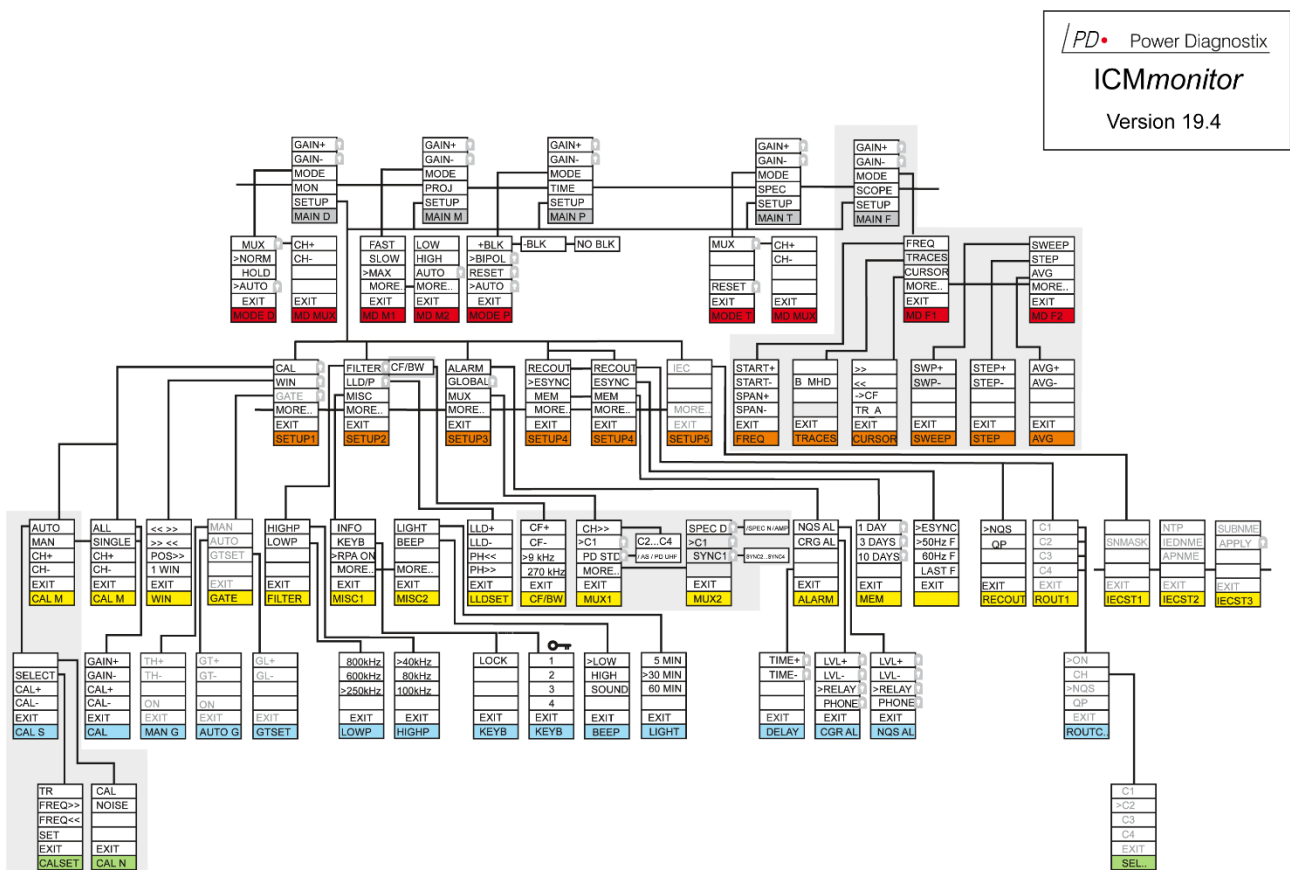 PD Power Diagnostix
ICMmonitor
Version 19.4
GAIN+
GAIN-
MODE
MON
SETUP
MAIN D
GAIN+
GAIN-
MODE
PROJ
SETUP
MAIN M
GAIN+
GAIN-
MODE
TIME
SETUP
MAIN P
GAIN+
GAIN-
MODE
SPEC
SETUP
MAIN T
GAIN+
GAIN-
MODE
SCOPE
SETUP
MAIN F
MUX
>NORM
HOLD
>AUTO
EXIT
MODE D
CH+
CH-
EXIT
MD MUX
FAST
SLOW
>MAX
MORE..
EXIT
MD M1
LOW
HIGH
AUTO
MORE..
EXIT
MD M2
+BLK
>BIPOL
RESET
>AUTO
EXIT
MODE P
-BLK
NO BLK
MUX
RESET
EXIT
MODE T
CH+
CH-
EXIT
MD MUX
FREQ
TRACES
CURSOR
MORE..
EXIT
MD F1
SWEEP
STEP
AVG
MORE..
EXIT
MD F2
CAL
WIN
GATE
MORE..
EXIT
SETUP1
FILTER
LLD/P
MISC
MORE..
EXIT
SETUP2
CF/BW
ALARM
GLOBAL
MUX
MORE..
EXIT
SETUP3
RECOUT
>ESYNC
MEM
MORE..
EXIT
SETUP4
RECOUT
ESYNC
MEM
MORE..
EXIT
SETUP4
IEC
MORE..
EXIT
SETUP5
START+
START-
SPAN+
SPAN-
EXIT
FREQ
B MHD
EXIT
TRACES
>>
<<
->CF
TR_A
EXIT
CURSOR
SWP+
SWP-
EXIT
SWEEP
STEP+
STEP-
EXIT
STEP
AVG+
AVG-
EXIT
AVG
AUTO
MAN
CH+
CH-
EXIT
CAL M
ALL
SINGLE
CH+
CH-
EXIT
CAL M
<< >>
>> <<
POS>>
1 WIN
EXIT
WIN
MAN
AUTO
GTSET
EXIT
GATE
HIGHP
LOWP
EXIT
FILTER
INFO
KEYB
>RPA ON
MORE..
EXIT
MISC1
LIGHT
BEEP
MORE..
EXIT
MISC2
LLD+
LLD-
PH<<
PH>>
EXIT
LLDSET
CF+
CF-
>9 kHz
270 kHz
EXIT
CF/BW
CH>>
>C1
PD STD
MORE..
EXIT
MUX1
C2...C4
/ AS / PD UHF
SPEC D
>C1
SYNC1
EXIT
MUX2
/SPEC N/AMP
SYNC2...SYNC4
NQS AL
CRG AL
EXIT
ALARM
1 DAY
3 DAYS
10 DAYS
EXIT
MEM
>ESYNC
>50Hz F
60Hz F
LAST F
EXIT
>NQS
QP
EXIT
RECOUT
C1
C2
C3
C4
EXIT
ROUT1
SNMASK
EXIT
IECST1
NTP
IEDNME
APNME
EXIT
IECST2
SUBNME
APPLY
EXIT
IECST3
SELECT
CAL+
CAL-
EXIT
CAL S
GAIN+
GAIN-
CAL+
CAL-
EXIT
CAL
TH+
TH-
ON
EXIT
MAN G
GT+
GT-
ON
EXIT
AUTO G
GL+
GL-
EXIT
GTSET
800kHz
600kHz
>250kHz
EXIT
LOWP
>40kHz
80kHz
100kHz
EXIT
HIGHP
LOCK
EXIT
KEYB
1
2
3
4
EXIT
KEYB
>LOW
HIGH
SOUND
EXIT
BEEP
5 MIN
>30 MIN
60 MIN
EXIT
LIGHT
TIME+
TIME-
EXIT
DELAY
LVL+
LVL-
>RELAY
PHONE
EXIT
CGR AL
LVL+
LVL-
>RELAY
PHONE
EXIT
NQS AL
>ON
CH
>NQS
QP
EXIT
ROUTC..
TR
FREQ>>
FREQ<<
SET
EXIT
CALSET
CAL
NOISE
EXIT
CAL N
C1
>C2
C3
C4
EXIT
SEL..